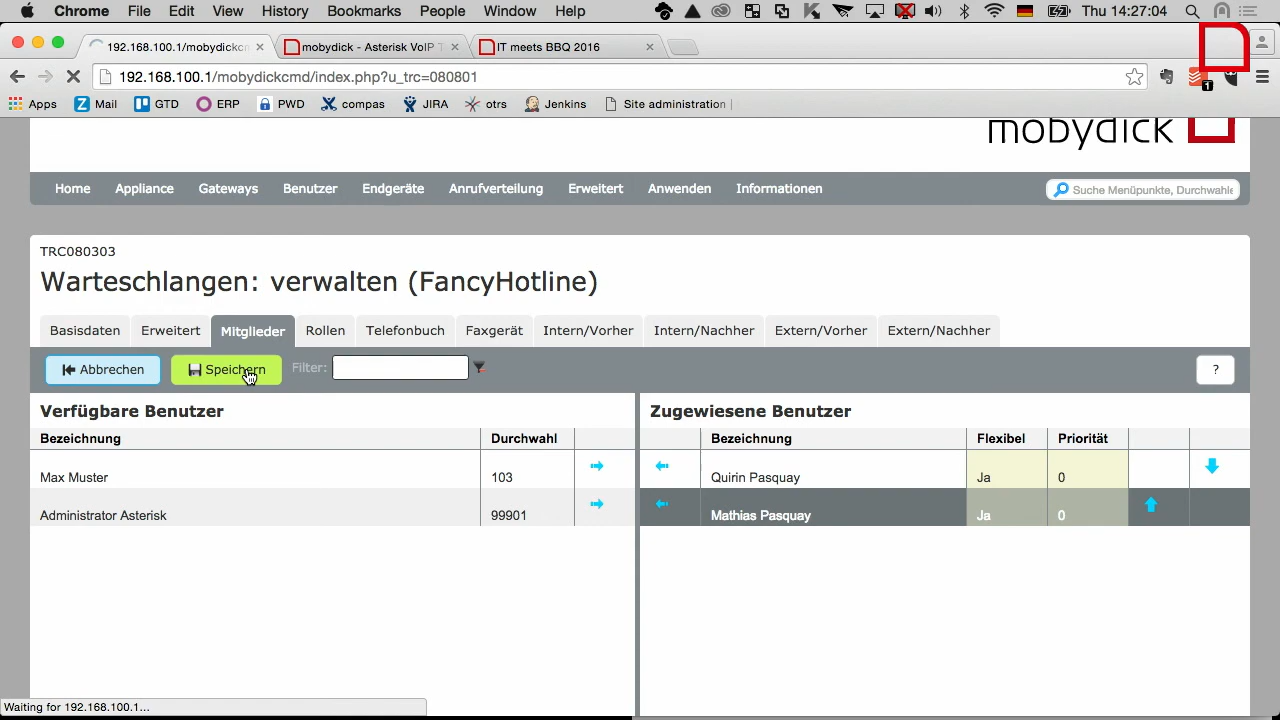 Chrome File Edit View History Bookmarks People Window Help Thu 14:27:04
192.168.100.1/mobydickcm
mobydick - Asterisk VoIP T
IT meets BBQ 2016
192.168.100.1/mobydickcmd/index.php?u_trc=080801
1
Apps Mail GTD ERP PWD compas JIRA otrs Jenkins Site administration
mobydick
Home Appliance Gateways Benutzer Endgeräte Anrufverteilung Erweitert Anwenden Informationen Suche Menüpunkte, Durchwahle
TRC080303
Warteschlangen: verwalten (FancyHotline)
Basisdaten Erweitert Mitglieder Rollen Telefonbuch Faxgerät Intern/Vorher Intern/Nachher Extern/Vorher Extern/Nachher
Abbrechen Speichern Filter: ?
Verfügbare Benutzer Zugewiesene Benutzer
Bezeichnung Durchwahl Bezeichnung Flexibel Priorität
Max Muster 103 Quirin Pasquay Ja 0
Administrator Asterisk 99901 Mathias Pasquay Ja 0
Waiting for 192.168.100.1...